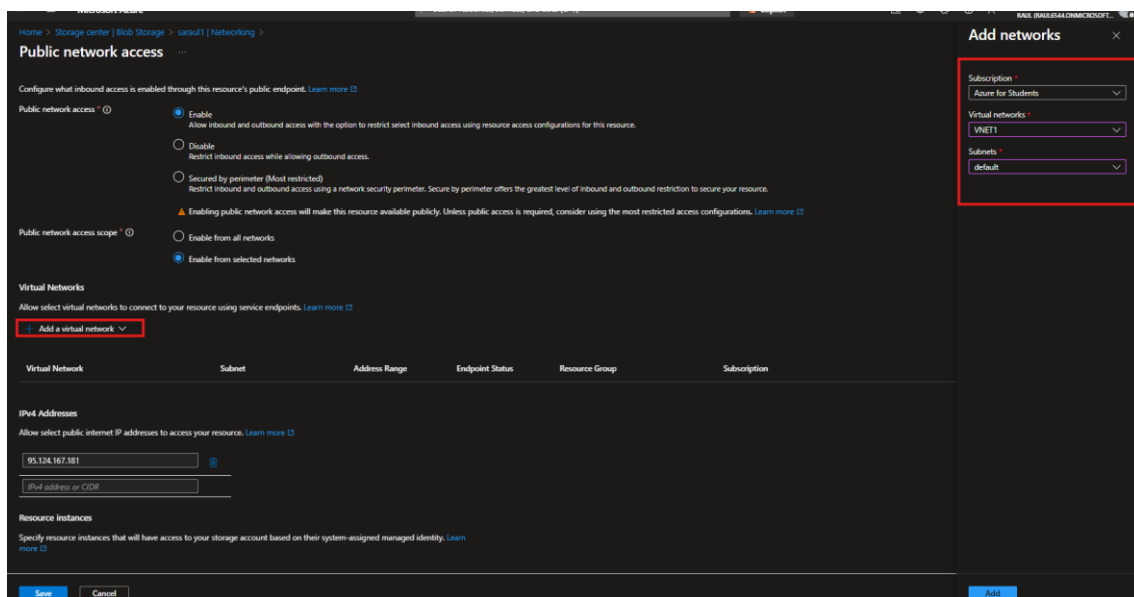 Microsoft Azure
Copilot
RAUL (RAUL6544.ONMICROSOFT...
Home > Storage center | Blob Storage > saraul1 | Networking >
Public network access ...
Configure what inbound access is enabled through this resource's public endpoint. Learn more
Public network access *
Enable
Allow inbound and outbound access with the option to restrict select inbound access using resource access configurations for this resource.
Disable
Restrict inbound access while allowing outbound access.
Secured by perimeter (Most restricted)
Restrict inbound and outbound access using a network security perimeter. Secure by perimeter offers the greatest level of inbound and outbound restriction to secure your resource.
Enabling public network access will make this resource available publicly. Unless public access is required, consider using the most restricted access configurations. Learn more
Public network access scope *
Enable from all networks
Enable from selected networks
Virtual Networks
Allow select virtual networks to connect to your resource using service endpoints. Learn more
+ Add a virtual network
Virtual Network Subnet Address Range Endpoint Status Resource Group Subscription
IPv4 Addresses
Allow select public internet IP addresses to access your resource. Learn more
95.124.167.181
IPv4 address or CIDR
Resource instances
Specify resource instances that will have access to your storage account based on their system-assigned managed identity. Learn
more
Save Cancel
Add networks
Subscription *
Azure for Students
Virtual networks *
VNET1
Subnets *
default
Add